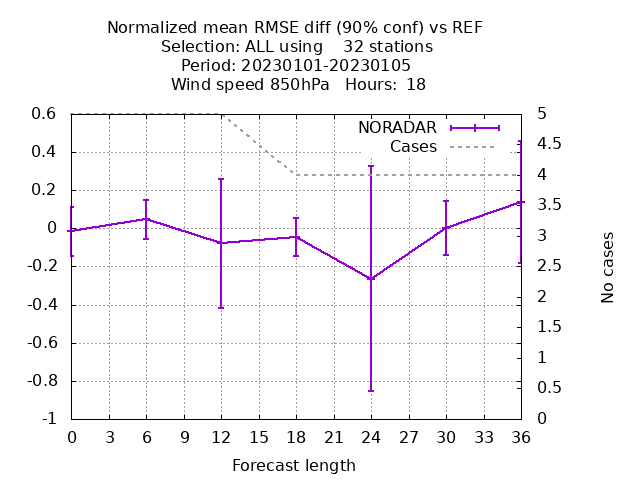 Normalized mean RMSE diff (90% conf) vs REF
Selection: ALL using    32 stations
Period: 20230101-20230105
Wind speed 850hPa   Hours:  18
NORADAR
Cases
0.6
0.4
0.2
0
-0.2
-0.4
-0.6
-0.8
-1
5
4.5
4
3.5
3
2.5
2
1.5
1
0.5
0
No cases
0 3 6 9 12 15 18 21 24 27 30 33 36
Forecast length